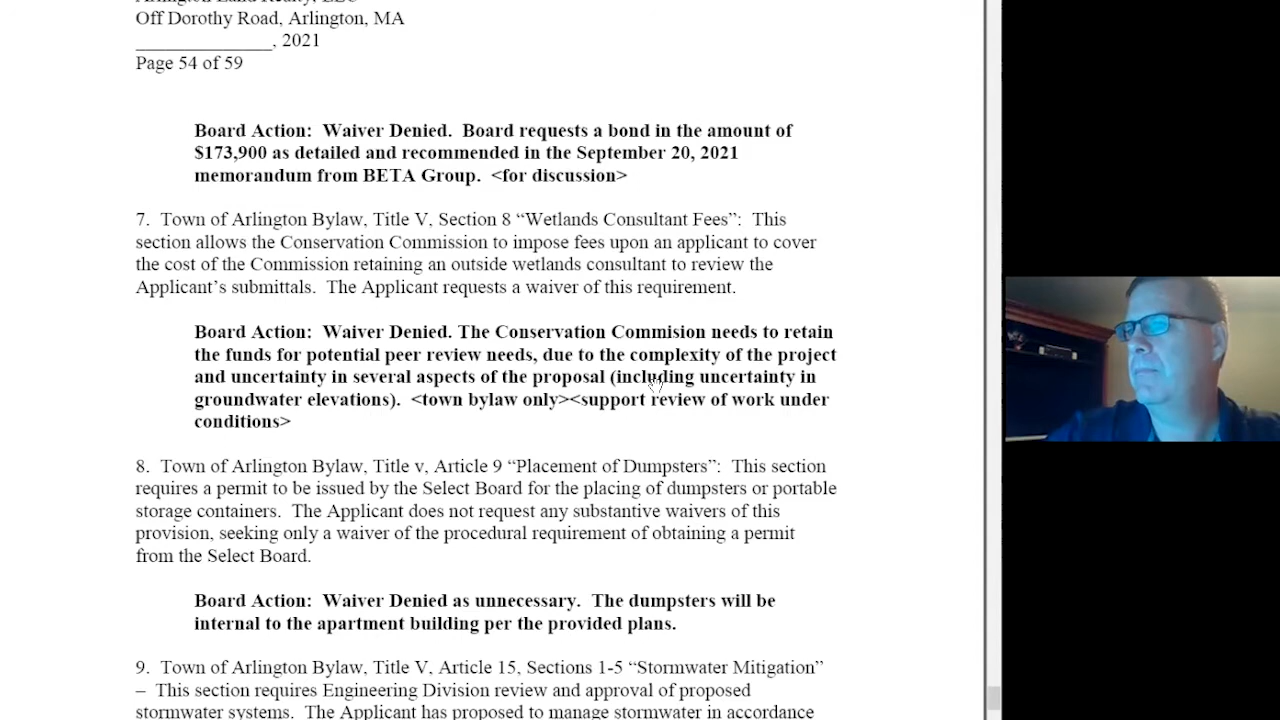 Arlington Land Realty, LLC
Off Dorothy Road, Arlington, MA
______________, 2021
Page 54 of 59
Board Action: Waiver Denied. Board requests a bond in the amount of
$173,900 as detailed and recommended in the September 20, 2021
memorandum from BETA Group. <for discussion>
7. Town of Arlington Bylaw, Title V, Section 8 “Wetlands Consultant Fees”: This
section allows the Conservation Commission to impose fees upon an applicant to cover
the cost of the Commission retaining an outside wetlands consultant to review the
Applicant’s submittals. The Applicant requests a waiver of this requirement.
Board Action: Waiver Denied. The Conservation Commision needs to retain
the funds for potential peer review needs, due to the complexity of the project
and uncertainty in several aspects of the proposal (including uncertainty in
groundwater elevations). <town bylaw only><support review of work under
conditions>
8. Town of Arlington Bylaw, Title v, Article 9 “Placement of Dumpsters”: This section
requires a permit to be issued by the Select Board for the placing of dumpsters or portable
storage containers. The Applicant does not request any substantive waivers of this
provision, seeking only a waiver of the procedural requirement of obtaining a permit
from the Select Board.
Board Action: Waiver Denied as unnecessary. The dumpsters will be
internal to the apartment building per the provided plans.
9. Town of Arlington Bylaw, Title V, Article 15, Sections 1-5 “Stormwater Mitigation”
– This section requires Engineering Division review and approval of proposed
stormwater systems. The Applicant has proposed to manage stormwater in accordance